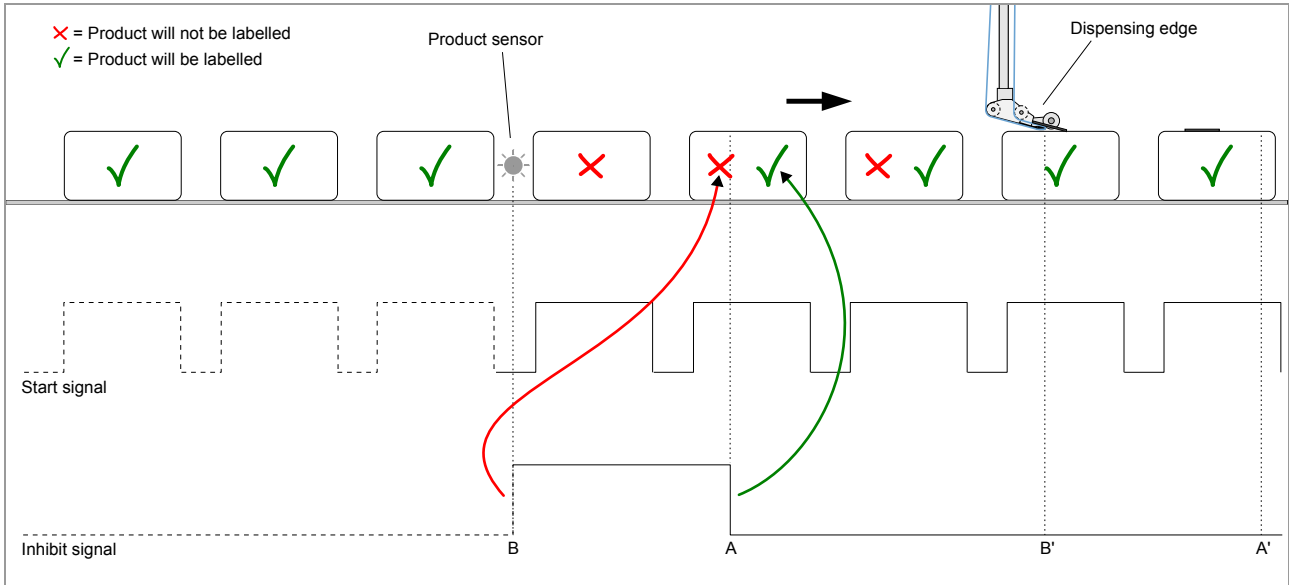 = Product will not be labelled
= Product will be labelled
Product sensor
Dispensing edge
Start signal
Inhibit signal
B
A
B'
A'